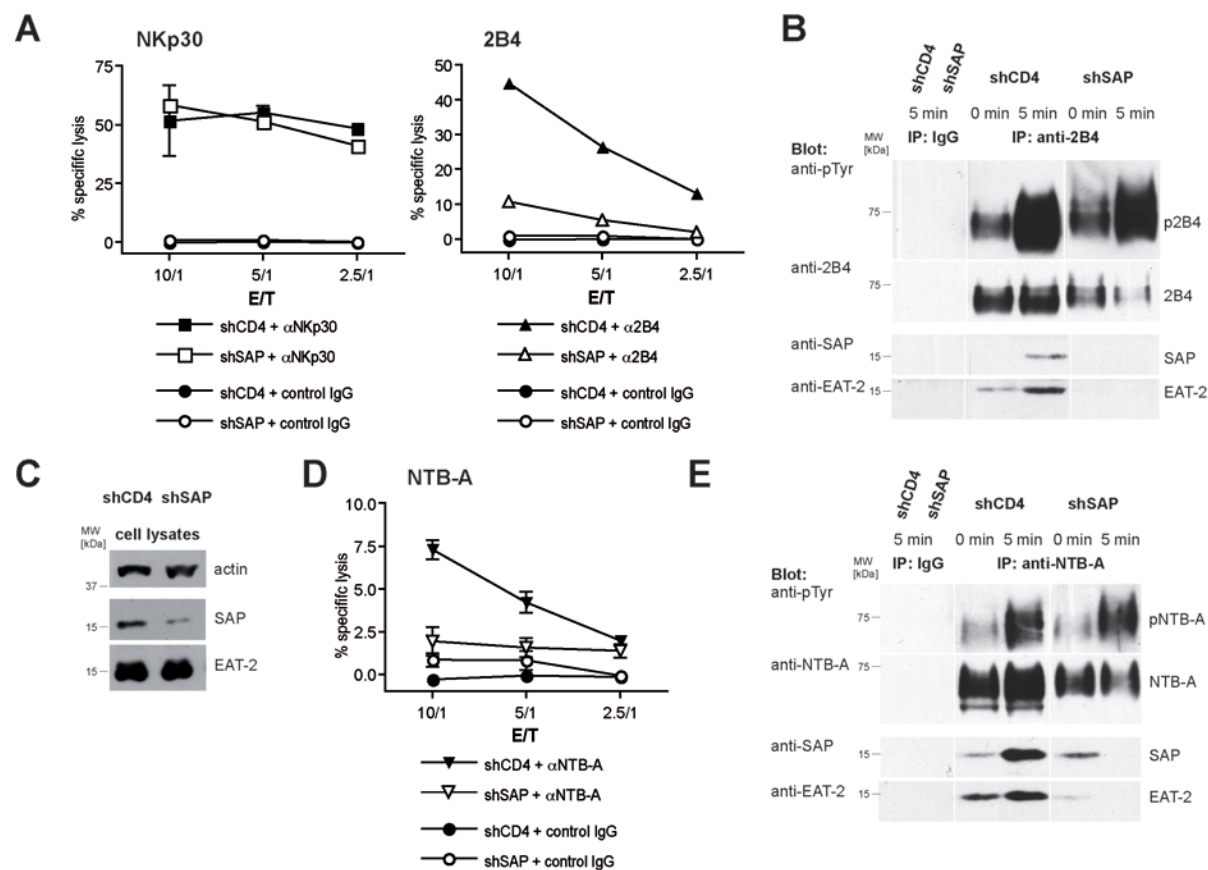 A
NKp30
% specififc lysis
75
50
25
0
10/1 5/1 2.5/1
E/T
shCD4 + αNKp30
shSAP + αNKp30
shCD4 + control IgG
shSAP + control IgG
2B4
% specififc lysis
50
40
30
20
10
0
10/1 5/1 2.5/1
E/T
shCD4 + α2B4
shSAP + α2B4
shCD4 + control IgG
shSAP + control IgG
B
shCD4 shSAP shCD4 shSAP
5 min 0 min 5 min 0 min 5 min
MW [kDa] IP: IgG IP: anti-2B4
Blot:
anti-pTyr
75 p2B4
anti-2B4
75 2B4
anti-SAP
15 SAP
anti-EAT-2 15 EAT-2
C
shCD4 shSAP
MW [kDa] cell lysates
actin
37
15 SAP
15 EAT-2
D
NTB-A
% specififc lysis
10.0
7.5
5.0
2.5
0.0
10/1 5/1 2.5/1
E/T
shCD4 + αNTB-A
shSAP + αNTB-A
shCD4 + control IgG
shSAP + control IgG
E
shCD4 shSAP shCD4 shSAP
5 min 0 min 5 min 0 min 5 min
MW [kDa] IP: IgG IP: anti-NTB-A
Blot:
anti-pTyr
75 pNTB-A
anti-NTB-A 75
NTB-A
anti-SAP 15 SAP
anti-EAT-2 15 EAT-2